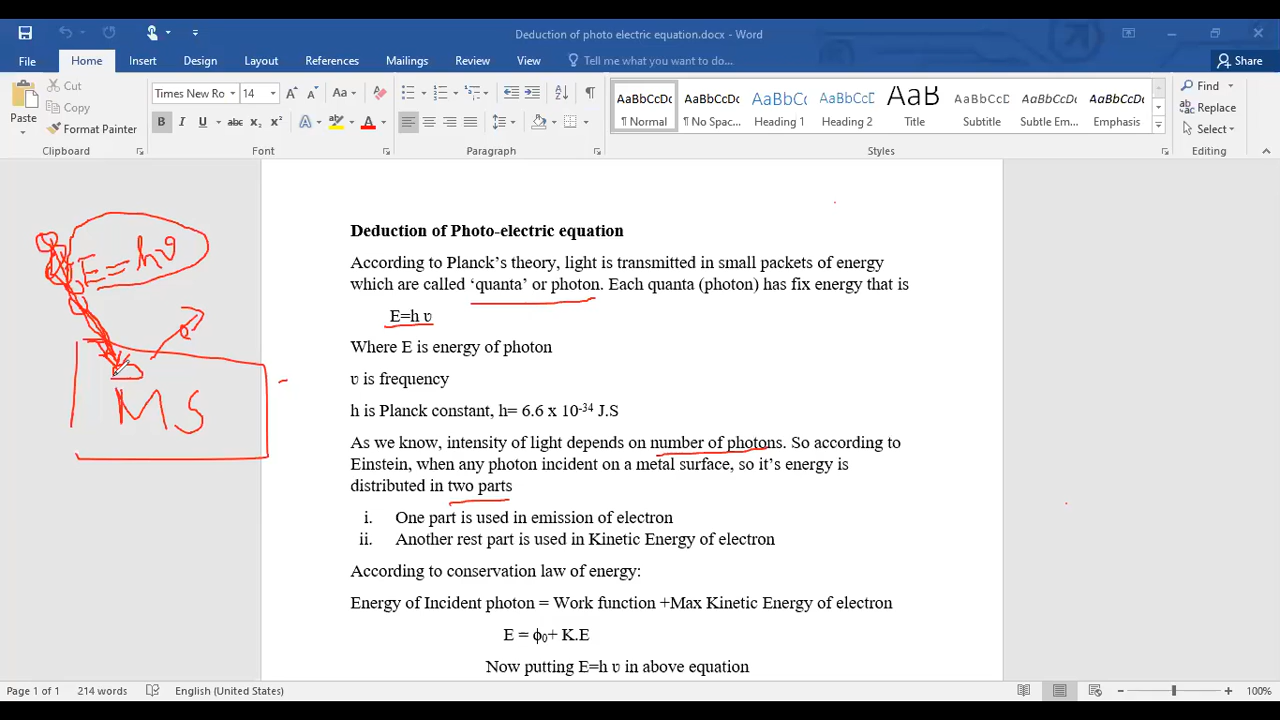 Deduction of photo electric equation.docx - Word
File Home Insert Design Layout References Mailings Review View Tell me what you want to do... Share
Paste
Cut
Copy
Format Painter
Times New Ro 14
B I U abc x₂ x² A
AaBbCcDc AaBbCcDc AaBbCc AaBbCcD AaB AaBbCcD AaBbCcDc AaBbCcDc
¶ Normal ¶ No Spac... Heading 1 Heading 2 Title Subtitle Subtle Em... Emphasis
Find
Replace
Select
Clipboard Font Paragraph Styles Editing
E=hυ
e
MS
Deduction of Photo-electric equation
According to Planck’s theory, light is transmitted in small packets of energy
which are called ‘quanta’ or photon. Each quanta (photon) has fix energy that is
E=h υ
Where E is energy of photon
υ is frequency
h is Planck constant, h= 6.6 x 10⁻³⁴ J.S
As we know, intensity of light depends on number of photons. So according to
Einstein, when any photon incident on a metal surface, so it’s energy is
distributed in two parts
i. One part is used in emission of electron
ii. Another rest part is used in Kinetic Energy of electron
According to conservation law of energy:
Energy of Incident photon = Work function +Max Kinetic Energy of electron
E = ϕ₀+ K.E
Now putting E=h υ in above equation
Page 1 of 1 214 words English (United States) 100%